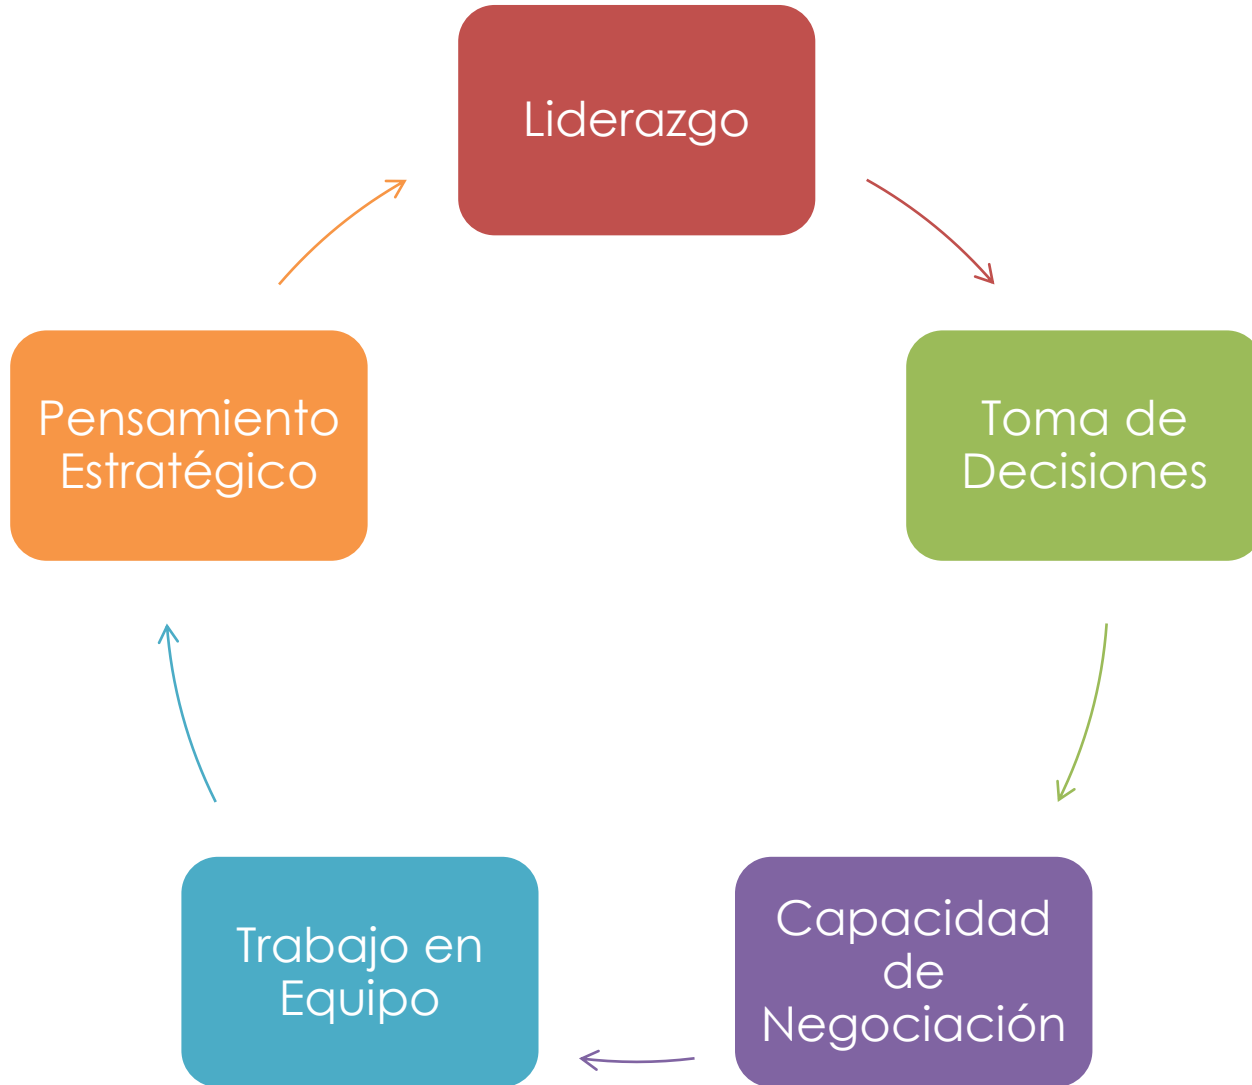 Liderazgo
Toma de
Decisiones
Capacidad
de
Negociación
Trabajo en
Equipo
Pensamiento
Estratégico